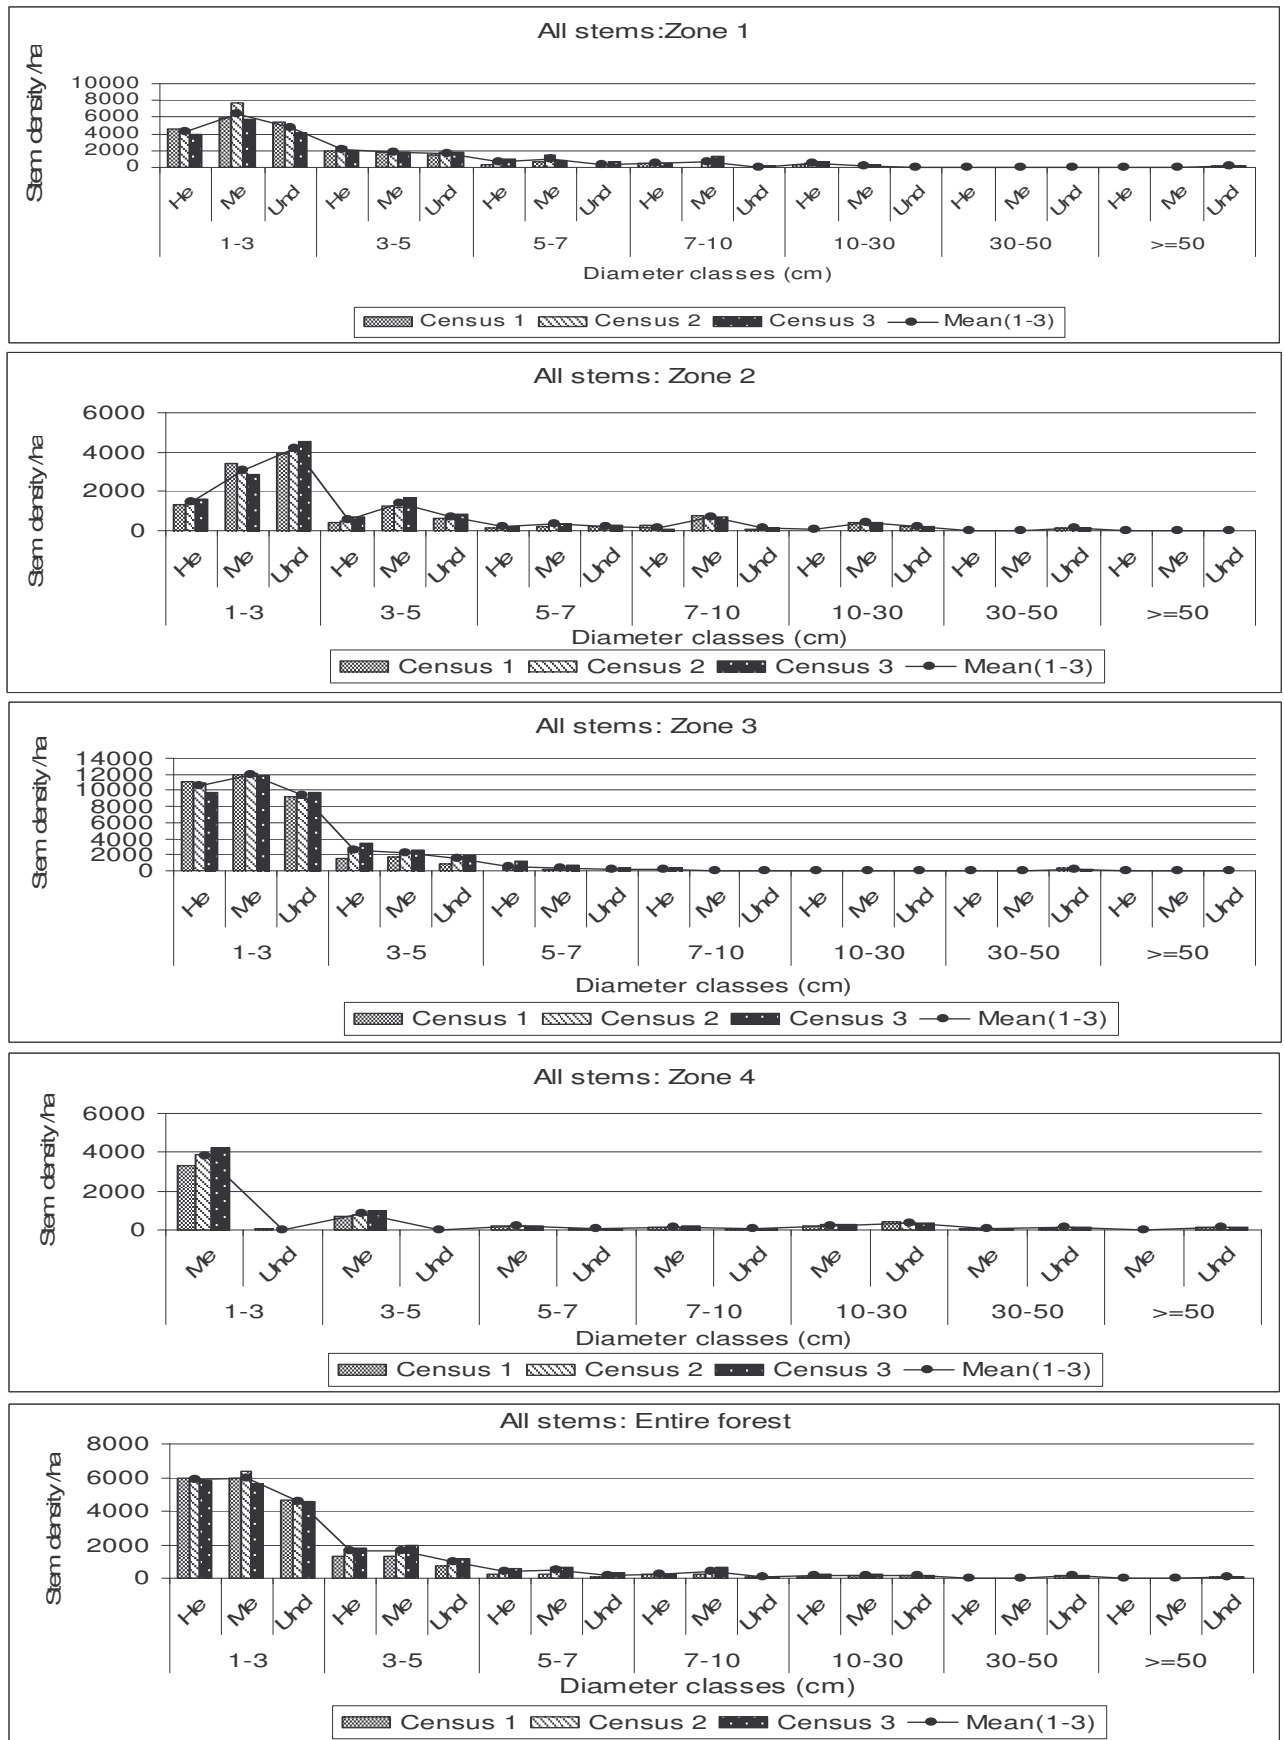 All stems:Zone 1
Stem density/ha
10000
8000
6000
4000
2000
0
He Me Und He Me Und He Me Und He Me Und He Me Und He Me Und He Me Und
1-3 3-5 5-7 7-10 10-30 30-50 >=50
Diameter classes (cm)
Census 1 Census 2 Census 3 Mean(1-3)
All stems: Zone 2
Stem density/ha
6000
4000
2000
0
He Me Und He Me Und He Me Und He Me Und He Me Und He Me Und He Me Und
1-3 3-5 5-7 7-10 10-30 30-50 >=50
Diameter classes (cm)
Census 1 Census 2 Census 3 Mean(1-3)
All stems: Zone 3
Stem density/ha
14000
12000
10000
8000
6000
4000
2000
0
He Me Und He Me Und He Me Und He Me Und He Me Und He Me Und He Me Und
1-3 3-5 5-7 7-10 10-30 30-50 >=50
Diameter classes (cm)
Census 1 Census 2 Census 3 Mean(1-3)
All stems: Zone 4
Stem density/ha
6000
4000
2000
0
Me Und Me Und Me Und Me Und Me Und Me Und Me Und
1-3 3-5 5-7 7-10 10-30 30-50 >=50
Diameter classes (cm)
Census 1 Census 2 Census 3 Mean(1-3)
All stems: Entire forest
Stem density/ha
8000
6000
4000
2000
0
He Me Und He Me Und He Me Und He Me Und He Me Und He Me Und He Me Und
1-3 3-5 5-7 7-10 10-30 30-50 >=50
Diameter classes (cm)
Census 1 Census 2 Census 3 Mean(1-3)